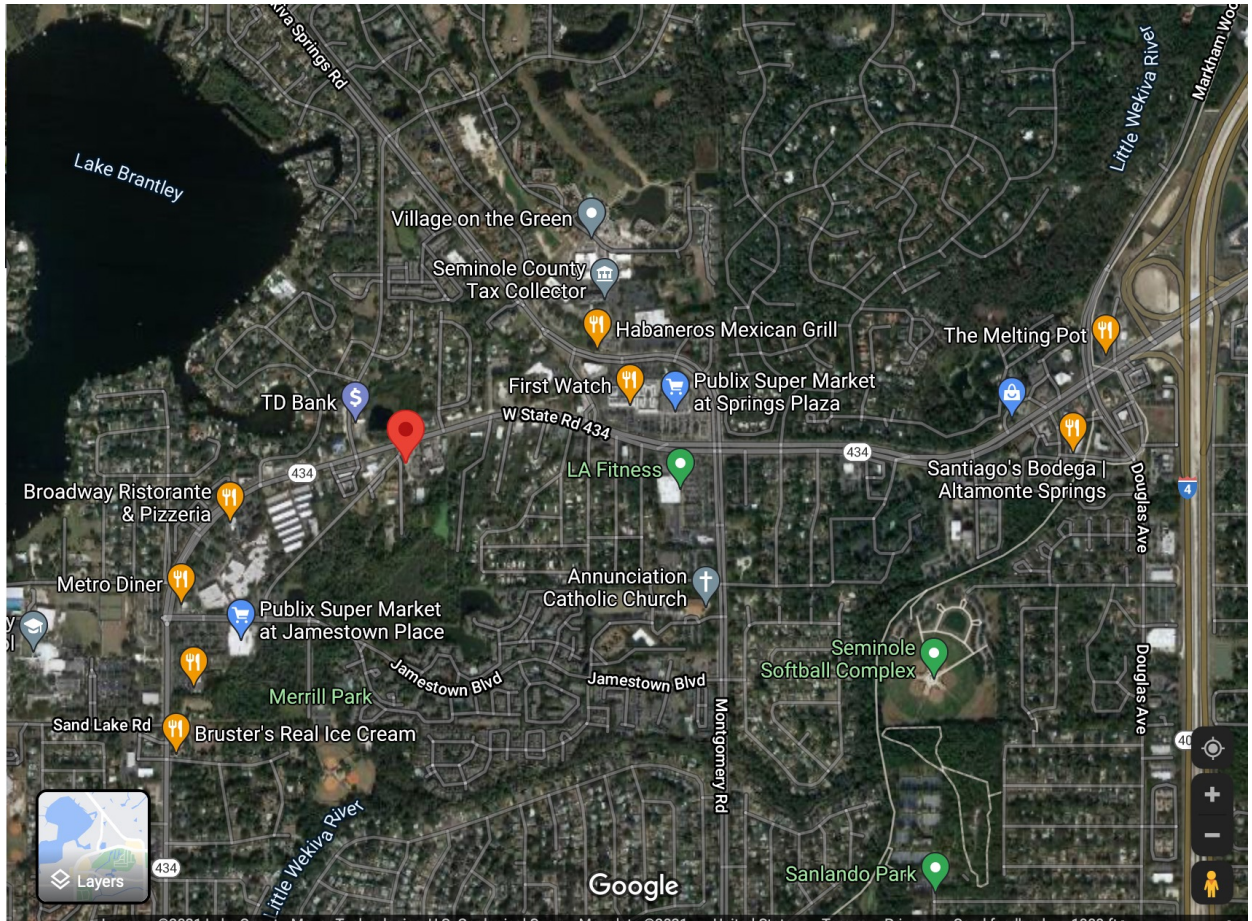 Wekiva Springs Rd
Markham Woo
Little Wekiva River
Lake Brantley
Village on the Green
Seminole County
Tax Collector
Habaneros Mexican Grill
The Melting Pot
First Watch
Publix Super Market
at Springs Plaza
TD Bank
W State Rd 434
434
434
LA Fitness
Santiago's Bodega |
Altamonte Springs
Douglas Ave
4
Broadway Ristorante
& Pizzeria
Metro Diner
Annunciation
Catholic Church
Publix Super Market
at Jamestown Place
Seminole
Softball Complex
Jamestown Blvd
Jamestown Blvd
Douglas Ave
Merrill Park
Sand Lake Rd
Bruster's Real Ice Cream
Montgomery Rd
40
Little Wekiva River
434
Layers
Google
Sanlando Park